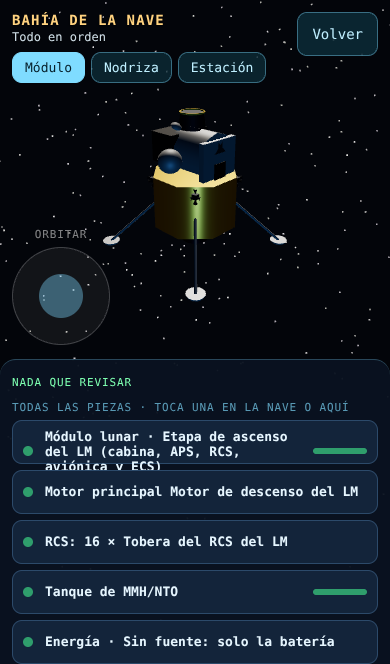 BAHÍA DE LA NAVE
Todo en orden
Volver
Módulo
Nodriza
Estación
ORBITAR
NADA QUE REVISAR
TODAS LAS PIEZAS · TOCA UNA EN LA NAVE O AQUÍ
Módulo lunar · Etapa de ascenso
del LM (cabina, APS, RCS,
aviónica y ECS)
Motor principal Motor de descenso del LM
RCS: 16 × Tobera del RCS del LM
Tanque de MMH/NTO
Energía · Sin fuente: solo la batería